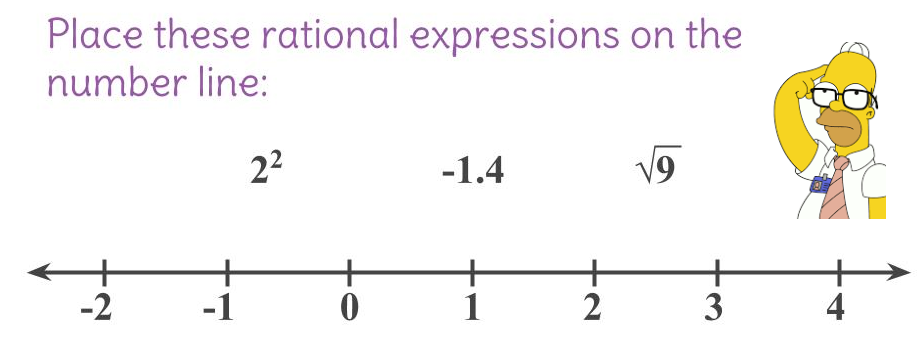 Place these rational expressions on the
number line:
2² -1.4 √9
-2 -1 0 1 2 3 4